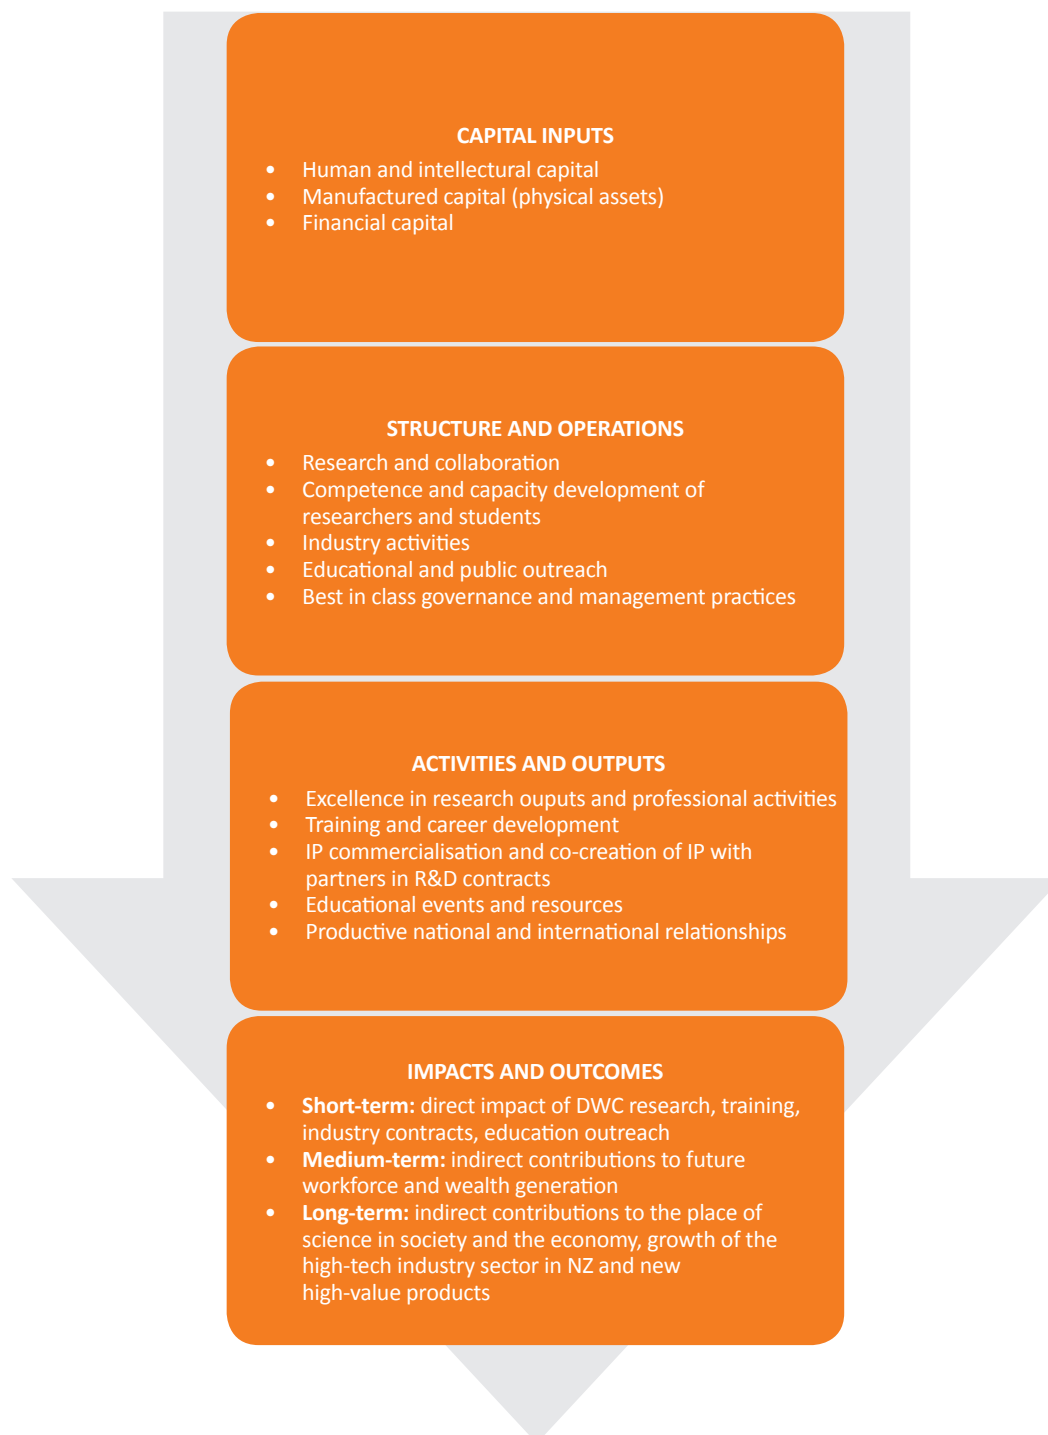 CAPITAL INPUTS
• Human and intellectural capital
• Manufactured capital (physical assets)
• Financial capital
STRUCTURE AND OPERATIONS
• Research and collaboration
• Competence and capacity development of
researchers and students
• Industry activities
• Educational and public outreach
• Best in class governance and management practices
ACTIVITIES AND OUTPUTS
• Excellence in research ouputs and professional activities
• Training and career development
• IP commercialisation and co-creation of IP with
partners in R&D contracts
• Educational events and resources
• Productive national and international relationships
IMPACTS AND OUTCOMES
• Short-term: direct impact of DWC research, training,
industry contracts, education outreach
• Medium-term: indirect contributions to future
workforce and wealth generation
• Long-term: indirect contributions to the place of
science in society and the economy, growth of the
high-tech industry sector in NZ and new
high-value products